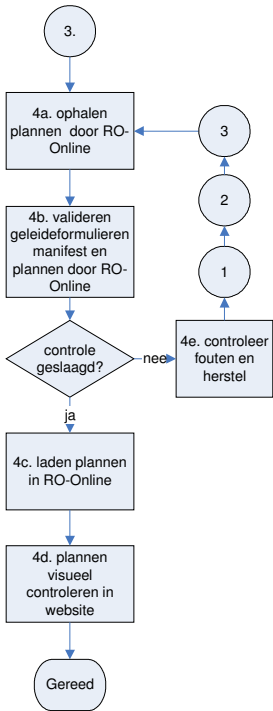 3.
4a. ophalen
plannen door RO-
Online
4b. valideren
geleideformulieren
manifest en
plannen door RO-
Online
controle
geslaagd?
nee
4e. controleer
fouten en
herstel
1
2
3
ja
4c. laden plannen
in RO-Online
4d. plannen
visueel
controleren in
website
Gereed